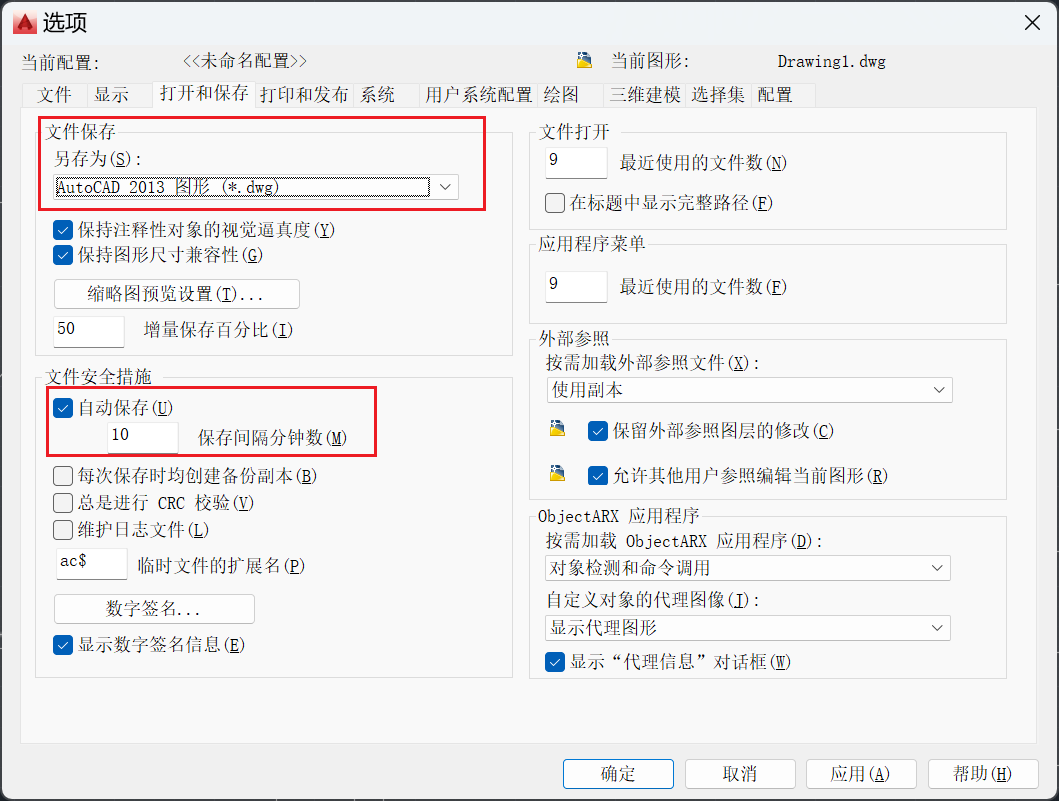 选项
当前配置: <<未命名配置>> 当前图形: Drawing1.dwg
文件 显示 打开和保存 打印和发布 系统 用户系统配置 绘图 三维建模 选择集 配置
文件保存
另存为(S):
AutoCAD 2013 图形 (*.dwg)
保持注释性对象的视觉逼真度(Y)
保持图形尺寸兼容性(G)
缩略图预览设置(T)...
50 增量保存百分比(I)
文件安全措施
自动保存(U)
10 保存间隔分钟数(M)
每次保存时均创建备份副本(B)
总是进行 CRC 校验(V)
维护日志文件(L)
ac$ 临时文件的扩展名(P)
数字签名...
显示数字签名信息(E)
文件打开
9 最近使用的文件数(N)
在标题中显示完整路径(F)
应用程序菜单
9 最近使用的文件数(F)
外部参照
按需加载外部参照文件(X):
使用副本
保留外部参照图层的修改(C)
允许其他用户参照编辑当前图形(R)
ObjectARX 应用程序
按需加载 ObjectARX 应用程序(D):
对象检测和命令调用
自定义对象的代理图像(J):
显示代理图形
显示“代理信息”对话框(W)
确定 取消 应用(A) 帮助(H)